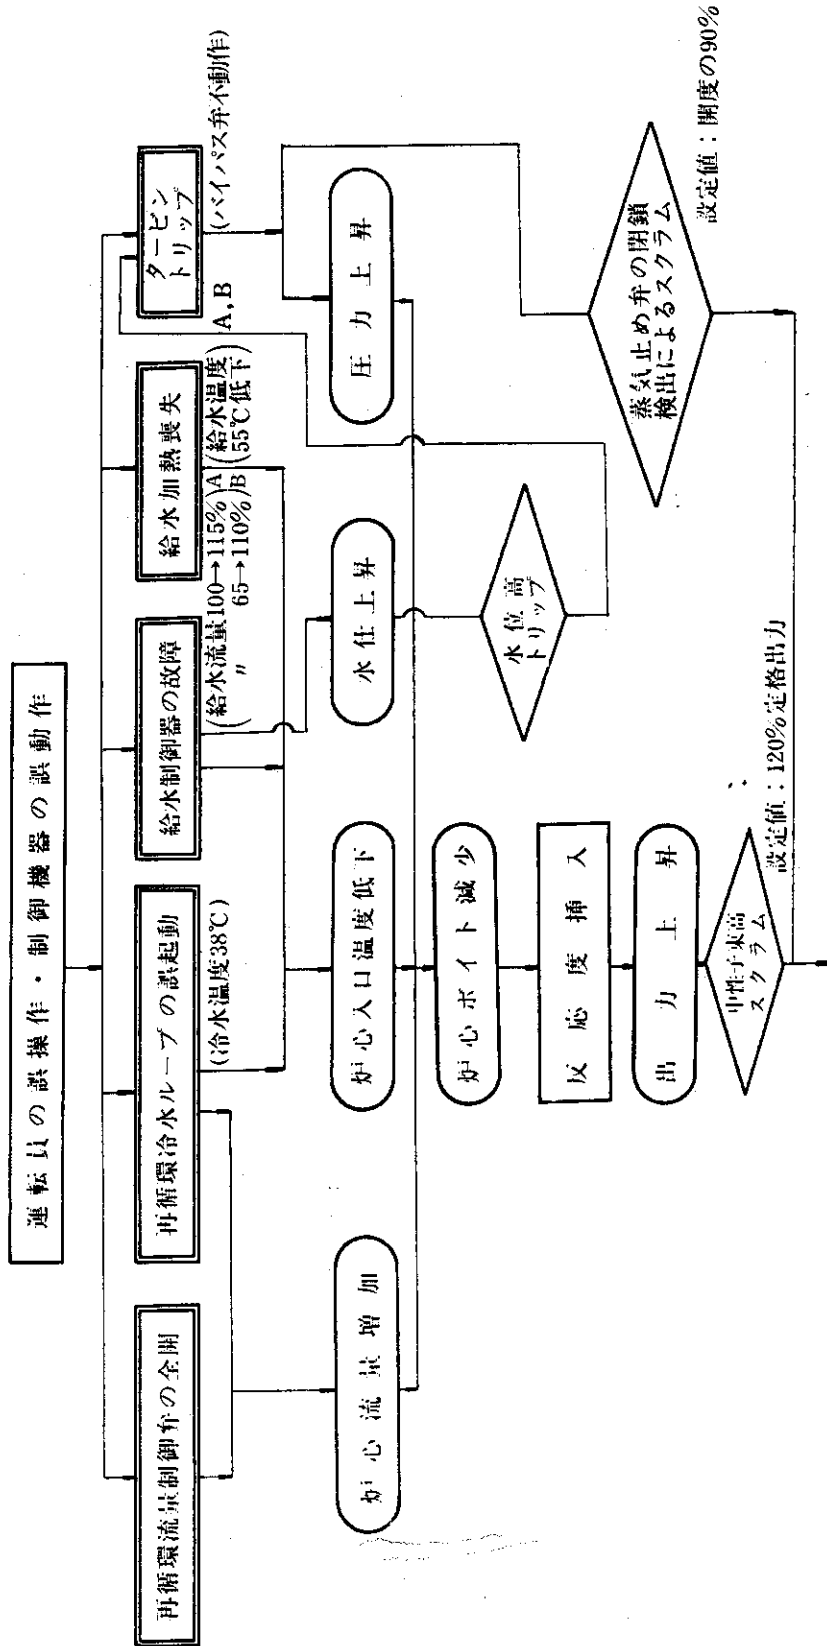 運転員の誤操作・制御機器の誤動作
再循環流量制御弁の全開
再循環冷水ループの誤起動
(冷水温度38℃)
給水制御器の故障
(給水流量100→115%)A
( 〃 65→110%)B
給水加熱喪失
(給水温度
55℃低下)
タービン
トリップ
(バイパス弁不動作)
A,B
炉心流量増加
炉心入口温度低下
水位上昇
圧力上昇
炉心ボイド減少
水位高
トリップ
反応度挿入
出力上昇
蒸気止め弁の閉鎖
検出によるスクラム
設定値：開度の90%
中性子束高
スクラム
設定値：120%定格出力